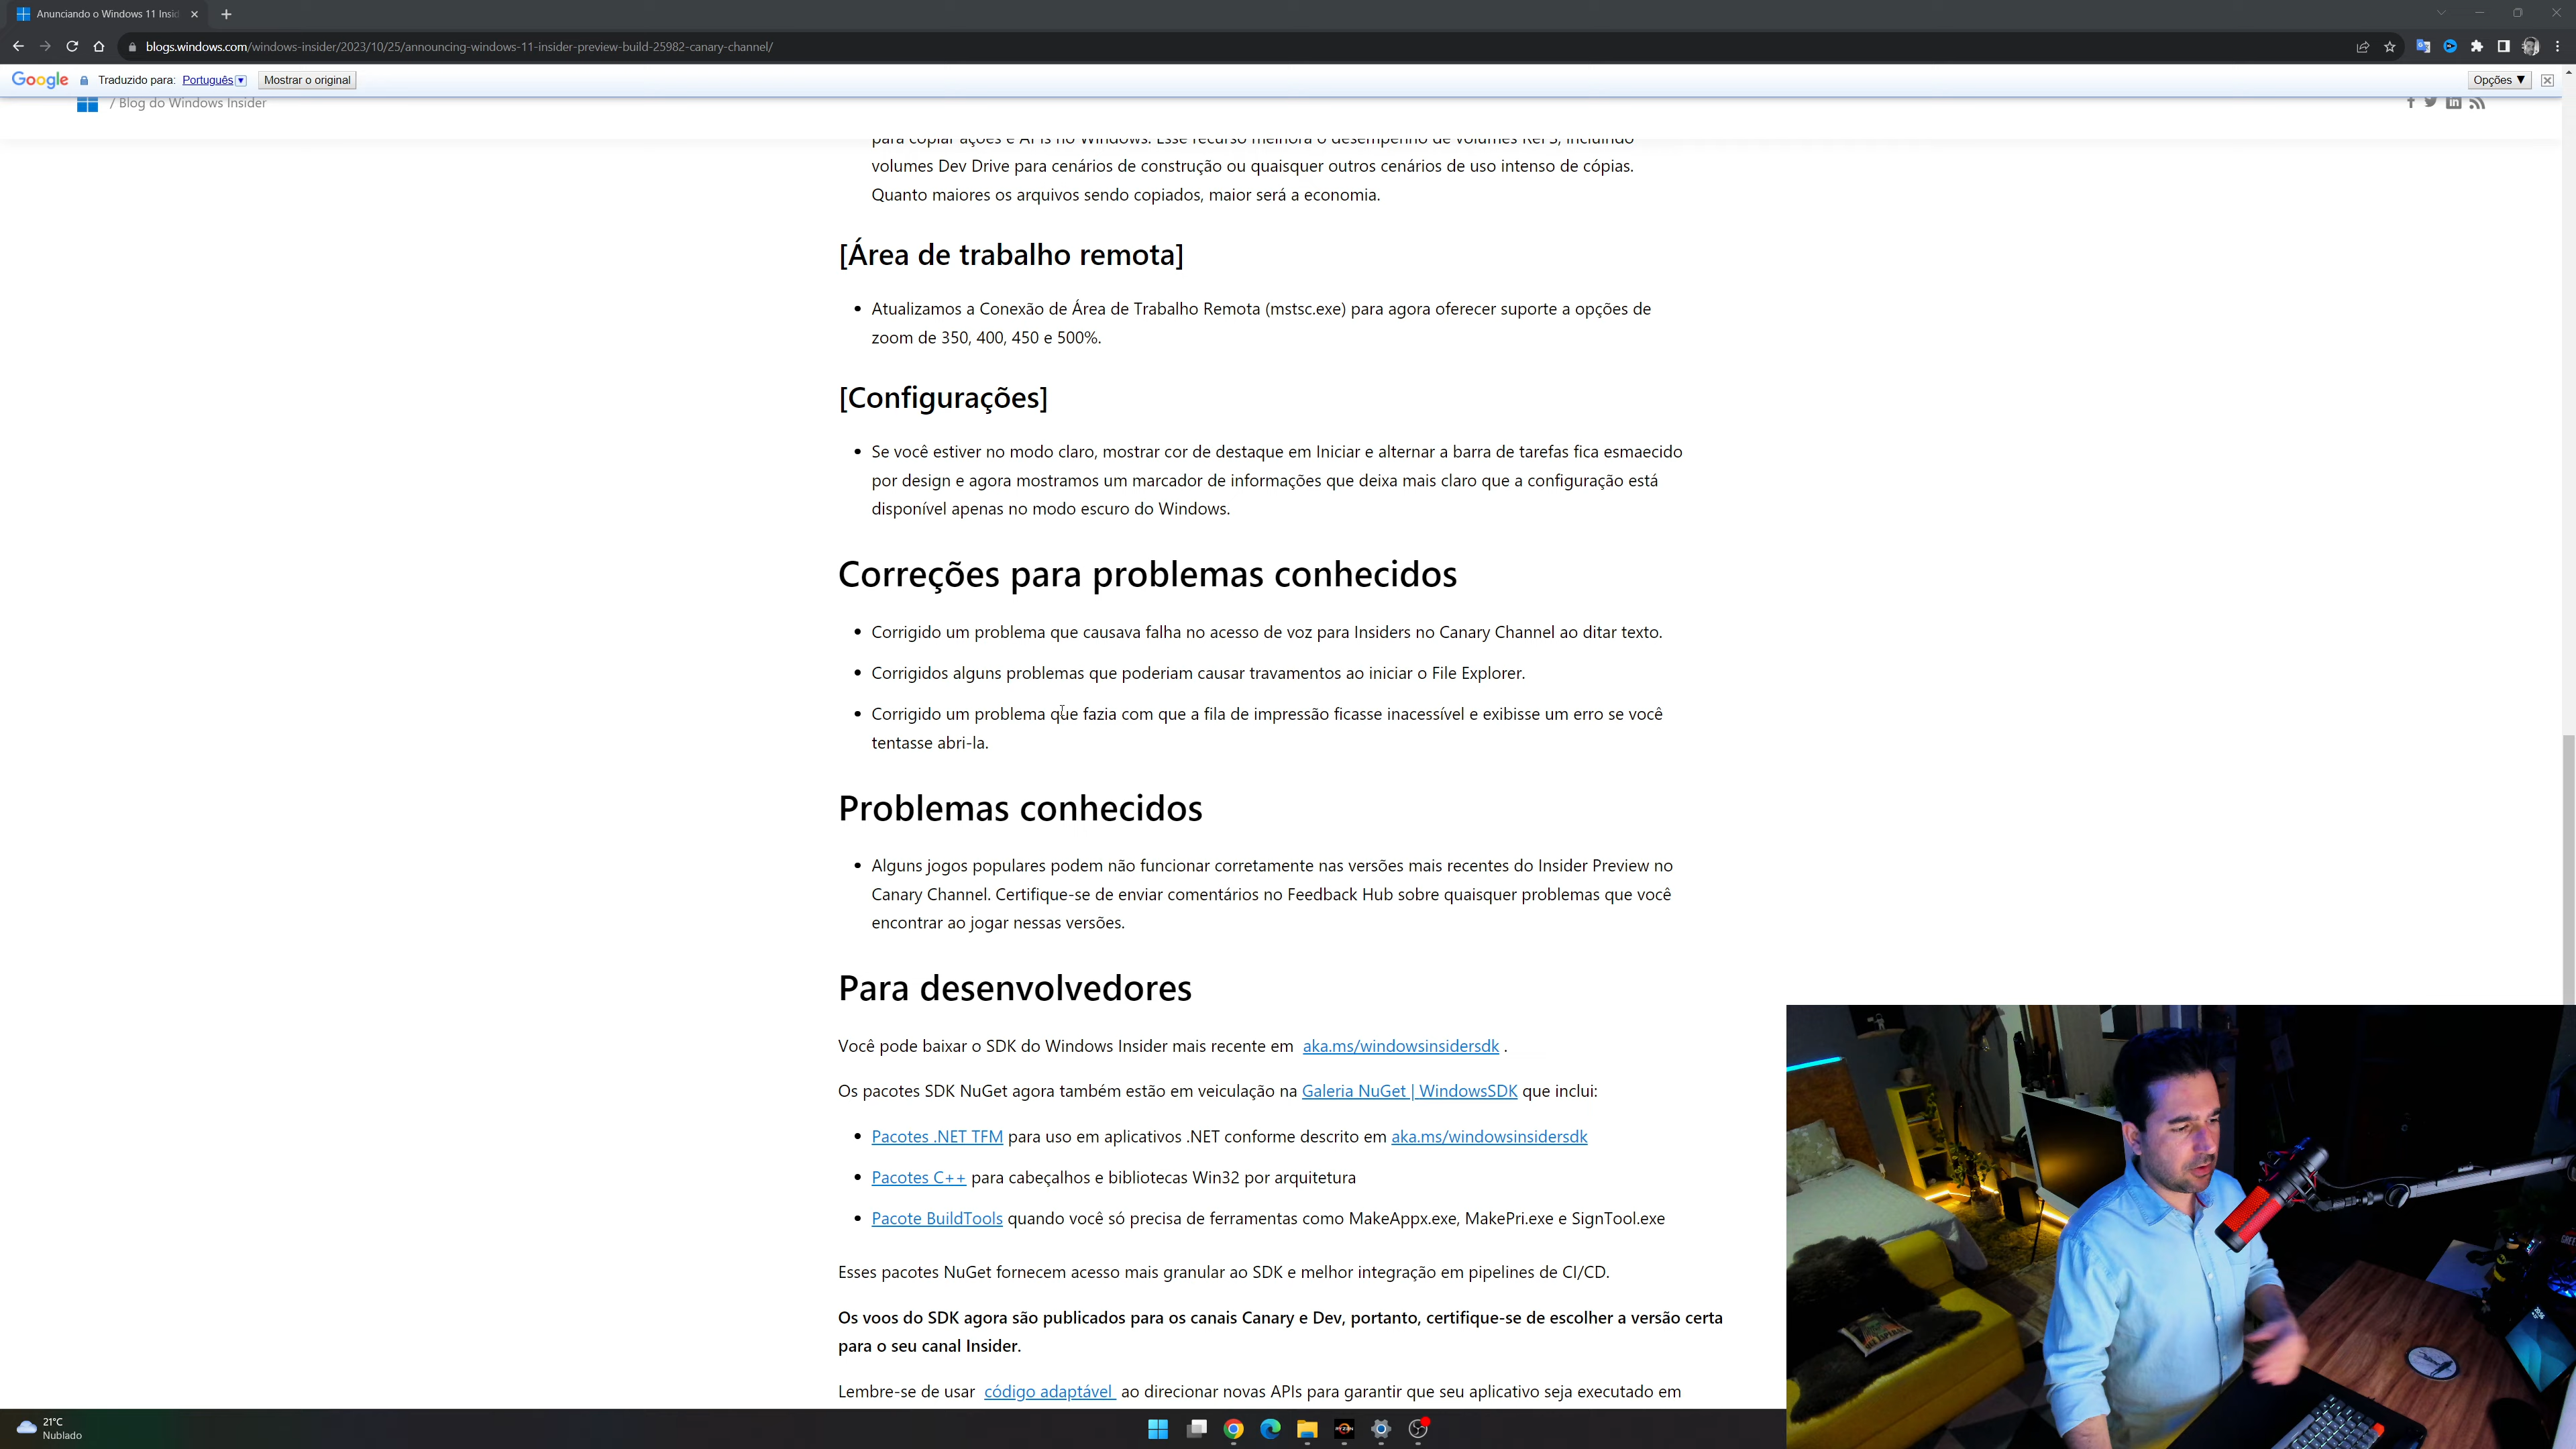 Anunciando o Windows 11 Insid
blogs.windows.com/windows-insider/2023/10/25/announcing-windows-11-insider-preview-build-25982-canary-channel/
Google Traduzido para: Português Mostrar o original Opções ▼
/ Blog do Windows Insider
para copiar ações e APIs no Windows. Esse recurso melhora o desempenho de volumes ReFS, incluindo
volumes Dev Drive para cenários de construção ou quaisquer outros cenários de uso intenso de cópias.
Quanto maiores os arquivos sendo copiados, maior será a economia.
[Área de trabalho remota]
• Atualizamos a Conexão de Área de Trabalho Remota (mstsc.exe) para agora oferecer suporte a opções de
zoom de 350, 400, 450 e 500%.
[Configurações]
• Se você estiver no modo claro, mostrar cor de destaque em Iniciar e alternar a barra de tarefas fica esmaecido
por design e agora mostramos um marcador de informações que deixa mais claro que a configuração está
disponível apenas no modo escuro do Windows.
Correções para problemas conhecidos
• Corrigido um problema que causava falha no acesso de voz para Insiders no Canary Channel ao ditar texto.
• Corrigidos alguns problemas que poderiam causar travamentos ao iniciar o File Explorer.
• Corrigido um problema que fazia com que a fila de impressão ficasse inacessível e exibisse um erro se você
tentasse abri-la.
Problemas conhecidos
• Alguns jogos populares podem não funcionar corretamente nas versões mais recentes do Insider Preview no
Canary Channel. Certifique-se de enviar comentários no Feedback Hub sobre quaisquer problemas que você
encontrar ao jogar nessas versões.
Para desenvolvedores
Você pode baixar o SDK do Windows Insider mais recente em aka.ms/windowsinsidersdk .
Os pacotes SDK NuGet agora também estão em veiculação na Galeria NuGet | WindowsSDK que inclui:
• Pacotes .NET TFM para uso em aplicativos .NET conforme descrito em aka.ms/windowsinsidersdk
• Pacotes C++ para cabeçalhos e bibliotecas Win32 por arquitetura
• Pacote BuildTools quando você só precisa de ferramentas como MakeAppx.exe, MakePri.exe e SignTool.exe
Esses pacotes NuGet fornecem acesso mais granular ao SDK e melhor integração em pipelines de CI/CD.
Os voos do SDK agora são publicados para os canais Canary e Dev, portanto, certifique-se de escolher a versão certa
para o seu canal Insider.
Lembre-se de usar código adaptável ao direcionar novas APIs para garantir que seu aplicativo seja executado em
21°C
Nublado
RYZEN